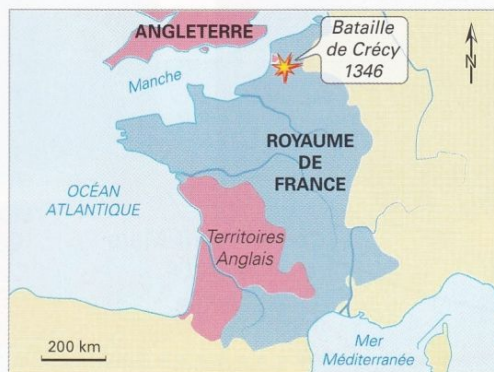 ANGLETERRE
Bataille
de Crécy
1346
N
Manche
ROYAUME
DE
FRANCE
OCÉAN
ATLANTIQUE
Territoires
Anglais
Mer
Méditerranée
200 km